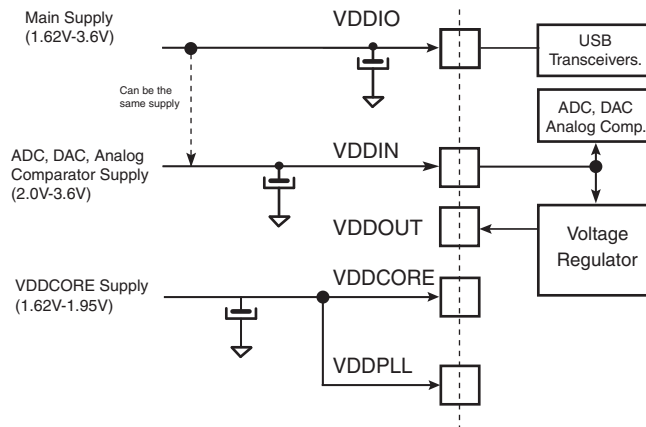 Main Supply
(1.62V-3.6V)
VDDIO
USB
Transceivers.
Can be the
same supply
ADC, DAC
Analog Comp.
ADC, DAC, Analog
Comparator Supply
(2.0V-3.6V)
VDDIN
VDDOUT
Voltage
Regulator
VDDCORE Supply
(1.62V-1.95V)
VDDCORE
VDDPLL